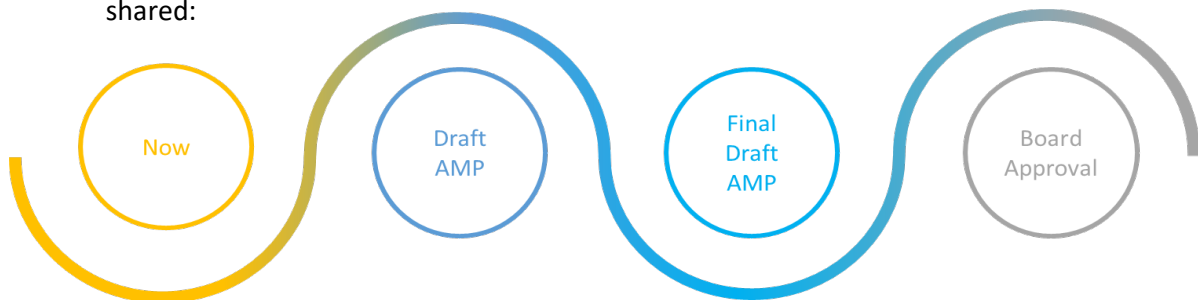 shared:
Now
Draft
AMP
Final
Draft
AMP
Board
Approval